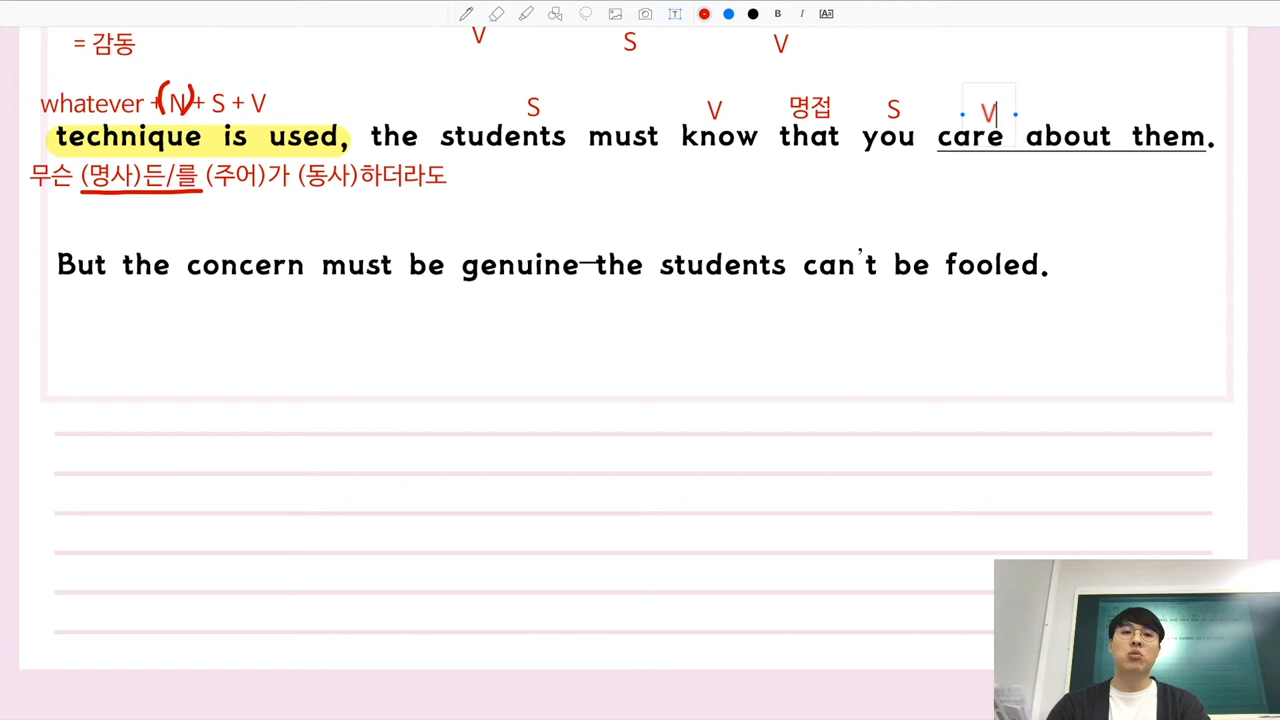 = 감동 V S V
whatever + (N) + S + V S V 명접 S V
technique is used, the students must know that you care about them.
무슨 (명사)든/를 (주어)가 (동사)하더라도
But the concern must be genuine—the students can't be fooled.